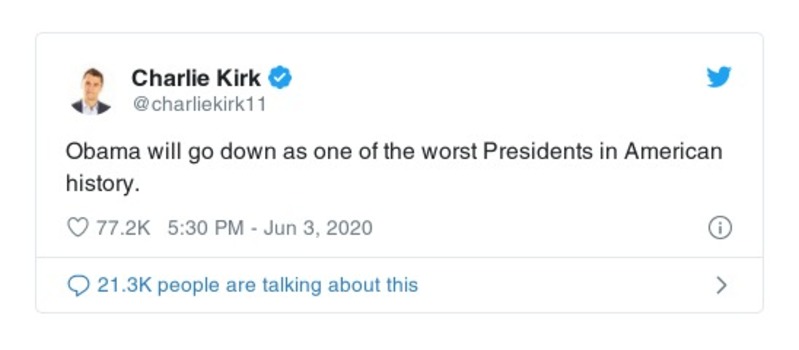 Charlie Kirk
@charliekirk11
Obama will go down as one of the worst Presidents in American
history.
77.2K 5:30 PM - Jun 3, 2020
21.3K people are talking about this